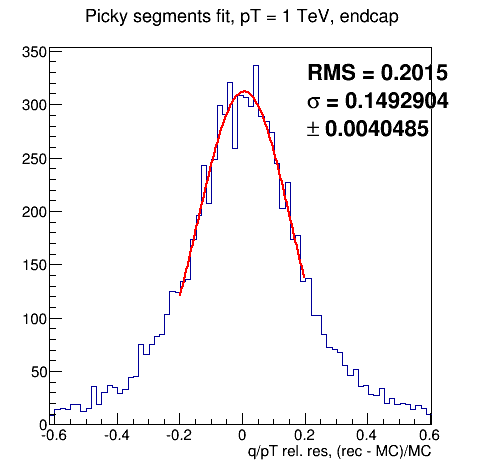 Picky segments fit, pT = 1 TeV, endcap
RMS = 0.2015
σ = 0.1492904
± 0.0040485
350
300
250
200
150
100
50
0
-0.6 -0.4 -0.2 0 0.2 0.4 0.6
q/pT rel. res, (rec - MC)/MC